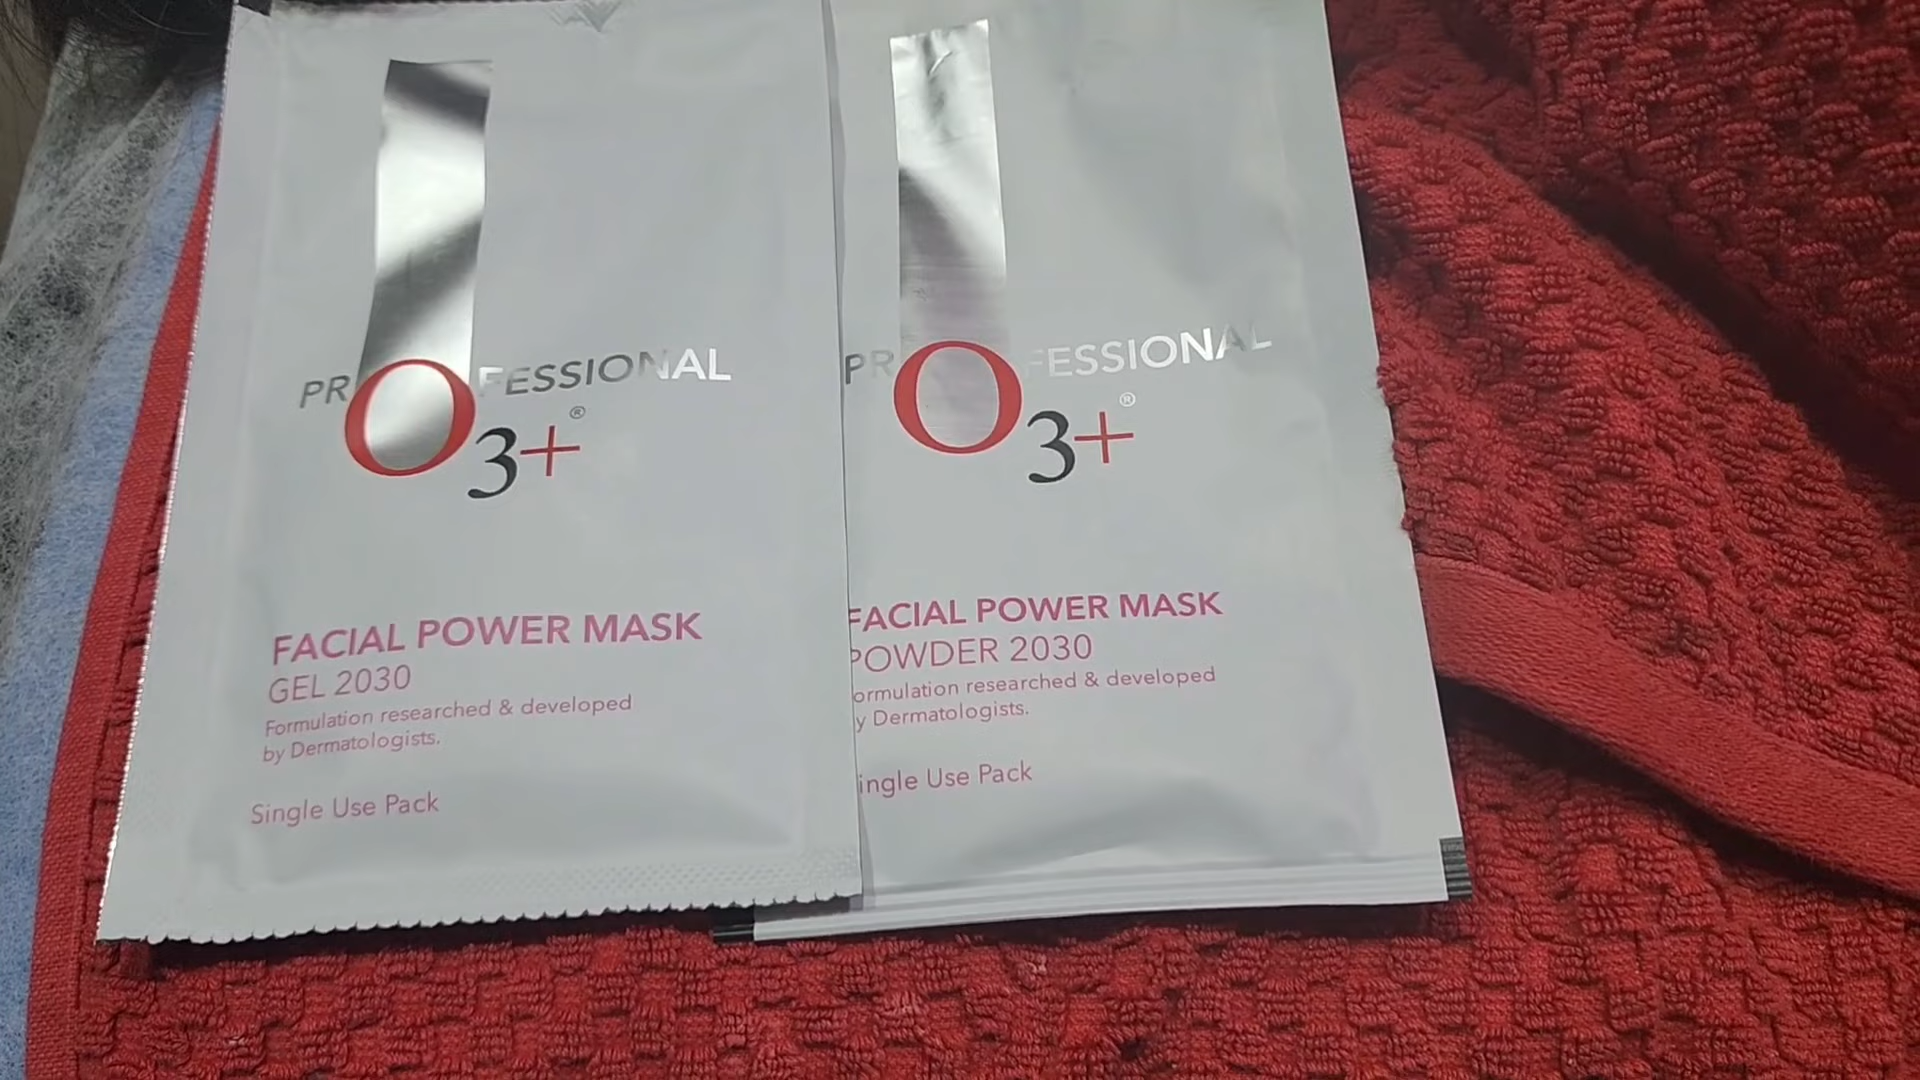 PROFESSIONAL
O3+®
FACIAL POWER MASK
GEL 2030
Formulation researched & developed
by Dermatologists.
Single Use Pack
PROFESSIONAL
O3+®
FACIAL POWER MASK
POWDER 2030
ormulation researched & developed
y Dermatologists.
ingle Use Pack